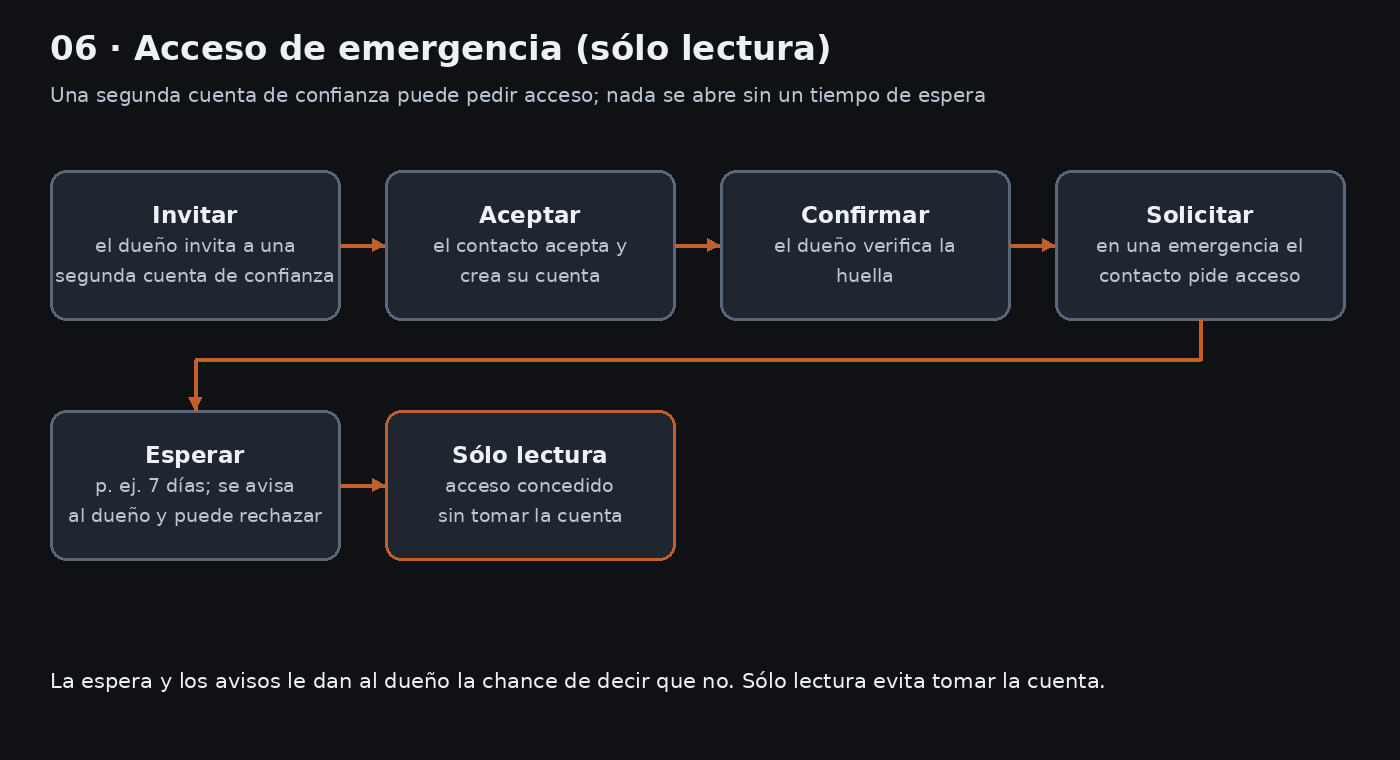 06 · Acceso de emergencia (sólo lectura)
Una segunda cuenta de confianza puede pedir acceso; nada se abre sin un tiempo de espera
Invitar
el dueño invita a una
segunda cuenta de confianza
Aceptar
el contacto acepta y
crea su cuenta
Confirmar
el dueño verifica la
huella
Solicitar
en una emergencia el
contacto pide acceso
Esperar
p. ej. 7 días; se avisa
al dueño y puede rechazar
Sólo lectura
acceso concedido
sin tomar la cuenta
La espera y los avisos le dan al dueño la chance de decir que no. Sólo lectura evita tomar la cuenta.